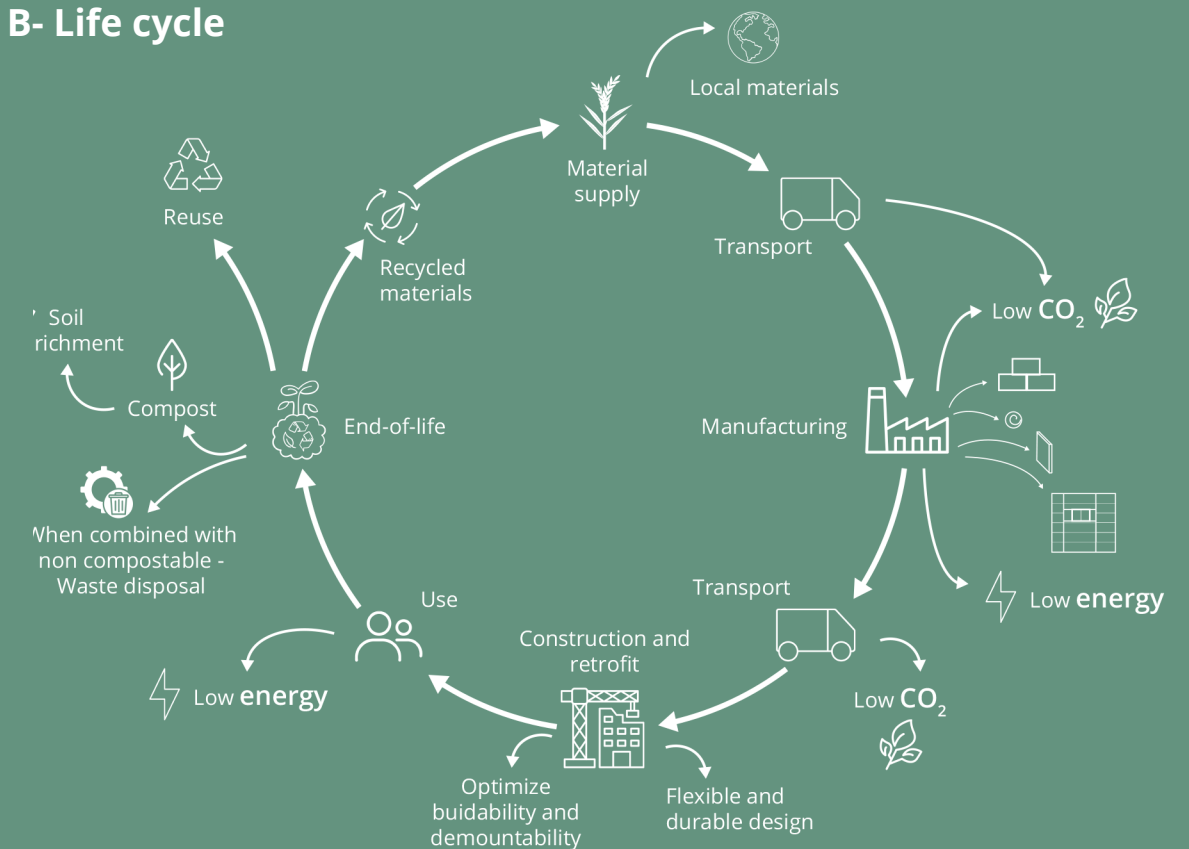 B- Life cycle
Local materials
Material
supply
Transport
Reuse
Recycled
materials
Low CO₂
Soil
richment
Compost
End-of-life
Manufacturing
When combined with
non compostable -
Waste disposal
Low energy
Transport
Use
Construction and
retrofit
Low energy
Low CO₂
Optimize
buidability and
demountability
Flexible and
durable design